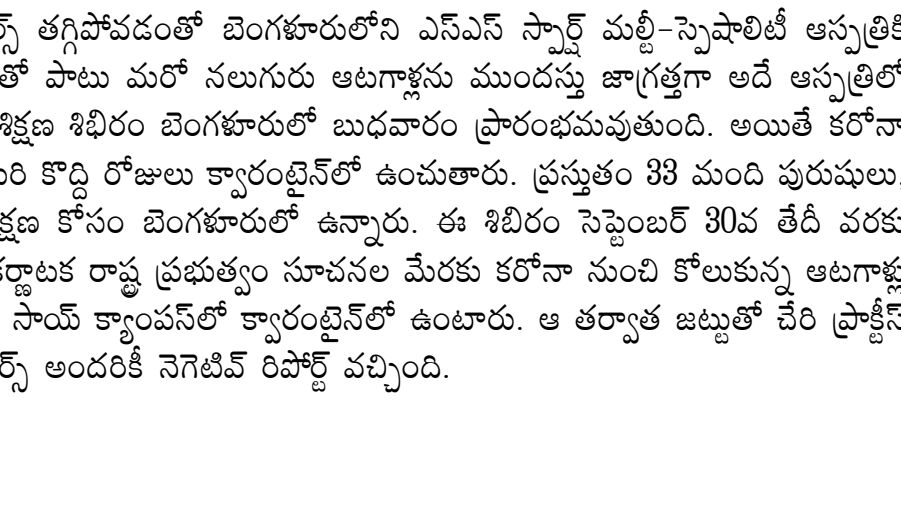 ర్స్ తగ్గిపోవడంతో బెంగళూరులోని ఎస్ఎస్ స్పార్ష్ మల్టీ-స్పెషాలిటీ ఆస్పత్రికి
తో పాటు మరో నలుగురు ఆటగాళ్లను ముందస్తు జాగ్రత్తగా అదే ఆస్పత్రిలో
శిక్షణ శిభిరం బెంగళూరులో బుధవారం ప్రారంభమవుతుంది. అయితే కరోనా
రి కొద్ది రోజులు క్వారంటైన్‌లో ఉంచుతారు. ప్రస్తుతం 33 మంది పురుషులు,
క్షణ కోసం బెంగళూరులో ఉన్నారు. ఈ శిబిరం సెప్టెంబర్ 30వ తేదీ వరకు
కర్ణాటక రాష్ట్ర ప్రభుత్వం సూచనల మేరకు కరోనా నుంచి కోలుకున్న ఆటగాళ్లు
సాయ్ క్యాంపస్‌లో క్వారంటైన్‌లో ఉంటారు. ఆ తర్వాత జట్టుతో చేరి ప్రాక్టీస్
ర్స్ అందరికీ నెగెటివ్ రిపోర్ట్ వచ్చింది.